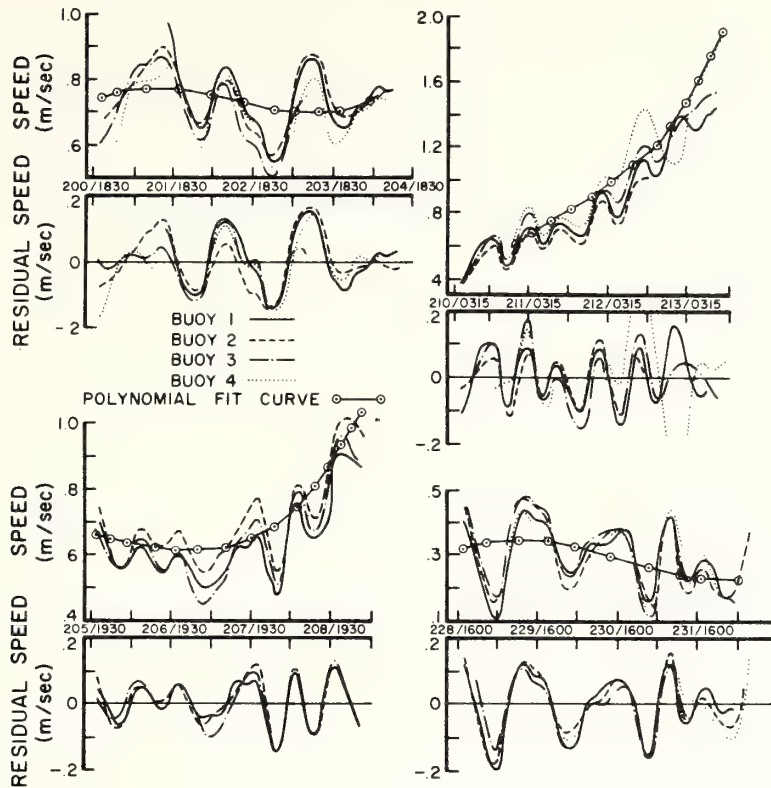 SPEED
(m/sec)
1.0
.8
.6
200/1830 201/1830 202/1830 203/1830 204/1830
RESIDUAL SPEED
(m/sec)
.2
0
-.2
BUOY 1
BUOY 2
BUOY 3
BUOY 4
POLYNOMIAL FIT CURVE
SPEED
(m/sec)
2.0
1.6
1.2
.8
.4
210/0315 211/0315 212/0315 213/0315
.2
0
-.2
SPEED
(m/sec)
1.0
.8
.6
.4
205/1930 206/1930 207/1930 208/1930
RESIDUAL SPEED
(m/sec)
.2
0
-.2
.5
.3
.1
228/1600 229/1600 230/1600 231/1600
.2
0
-.2